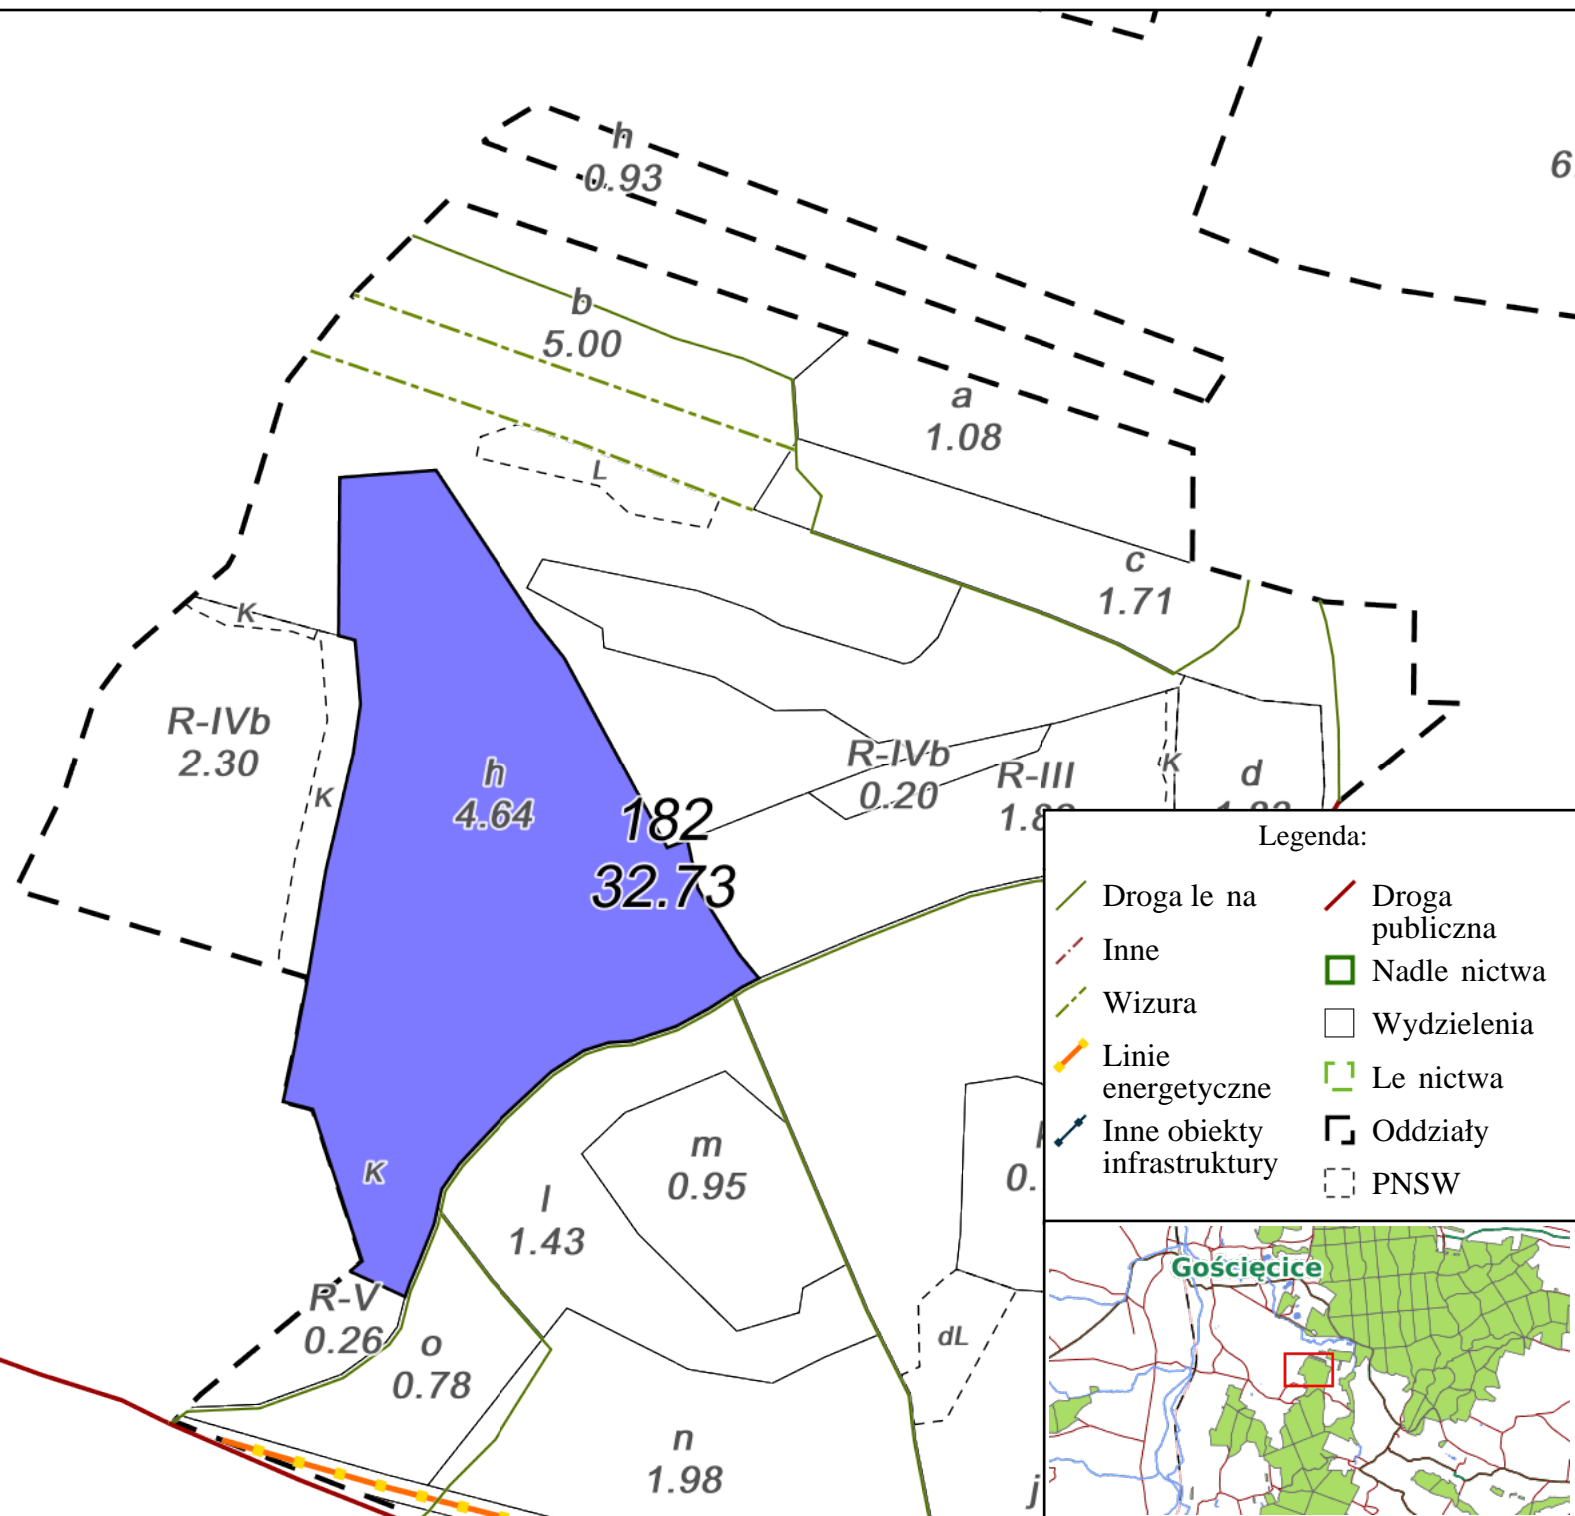 h
0.93
b
5.00
a
1.08
L
c
1.71
K
R-IVb
2.30
K
h
4.64
182
32.73
R-IVb
0.20
R-III
K
d
Legenda:
Droga le na
Inne
Wizura
Linie
energetyczne
Inne obiekty
infrastruktury
Droga
publiczna
Nadle nictwa
Wydzielenia
Le nictwa
Oddziały
PNSW
K
m
0.95
l
1.43
0.
R-V
0.26
o
0.78
dL
n
1.98
j
Gościęcice